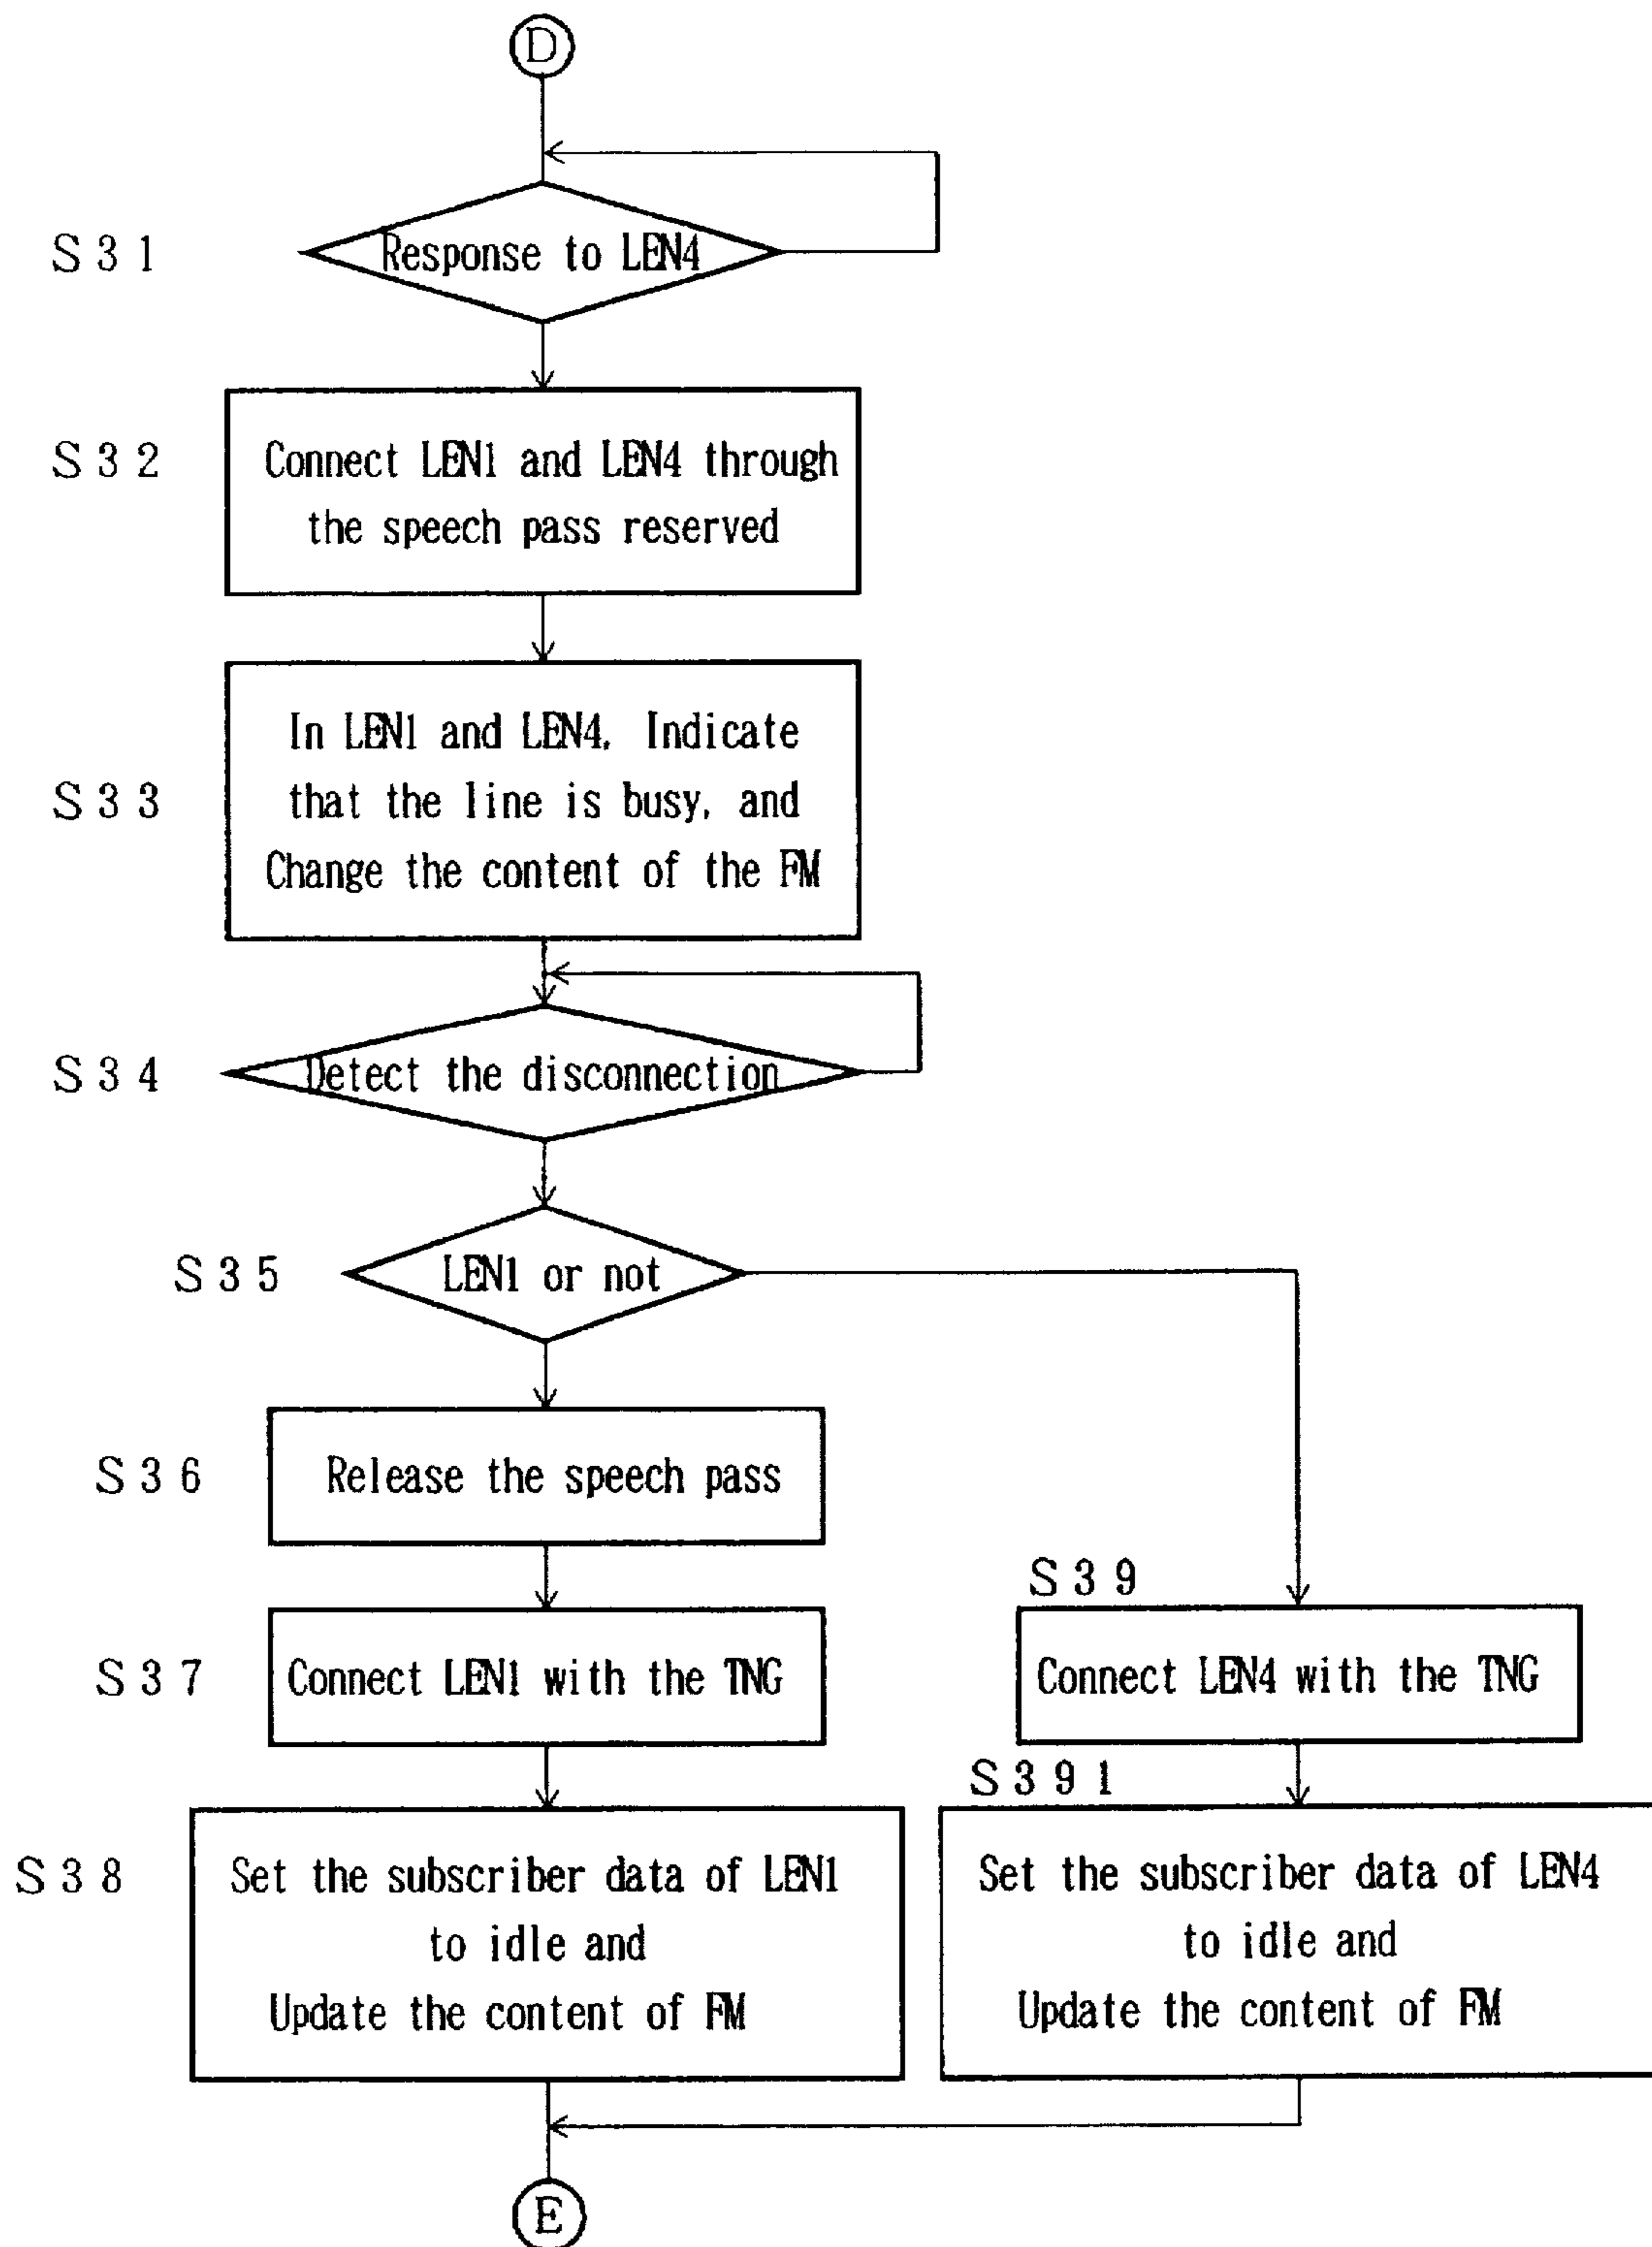 D
S31
Response to LEN4
S32
Connect LEN1 and LEN4 through
the speech pass reserved
S33
In LEN1 and LEN4, Indicate
that the line is busy, and
Change the content of the FM
S34
Detect the disconnection
S35
LEN1 or not
S36
Release the speech pass
S37
Connect LEN1 with the TNG
S38
Set the subscriber data of LEN1
to idle and
Update the content of FM
S39
Connect LEN4 with the TNG
S391
Set the subscriber data of LEN4
to idle and
Update the content of FM
E